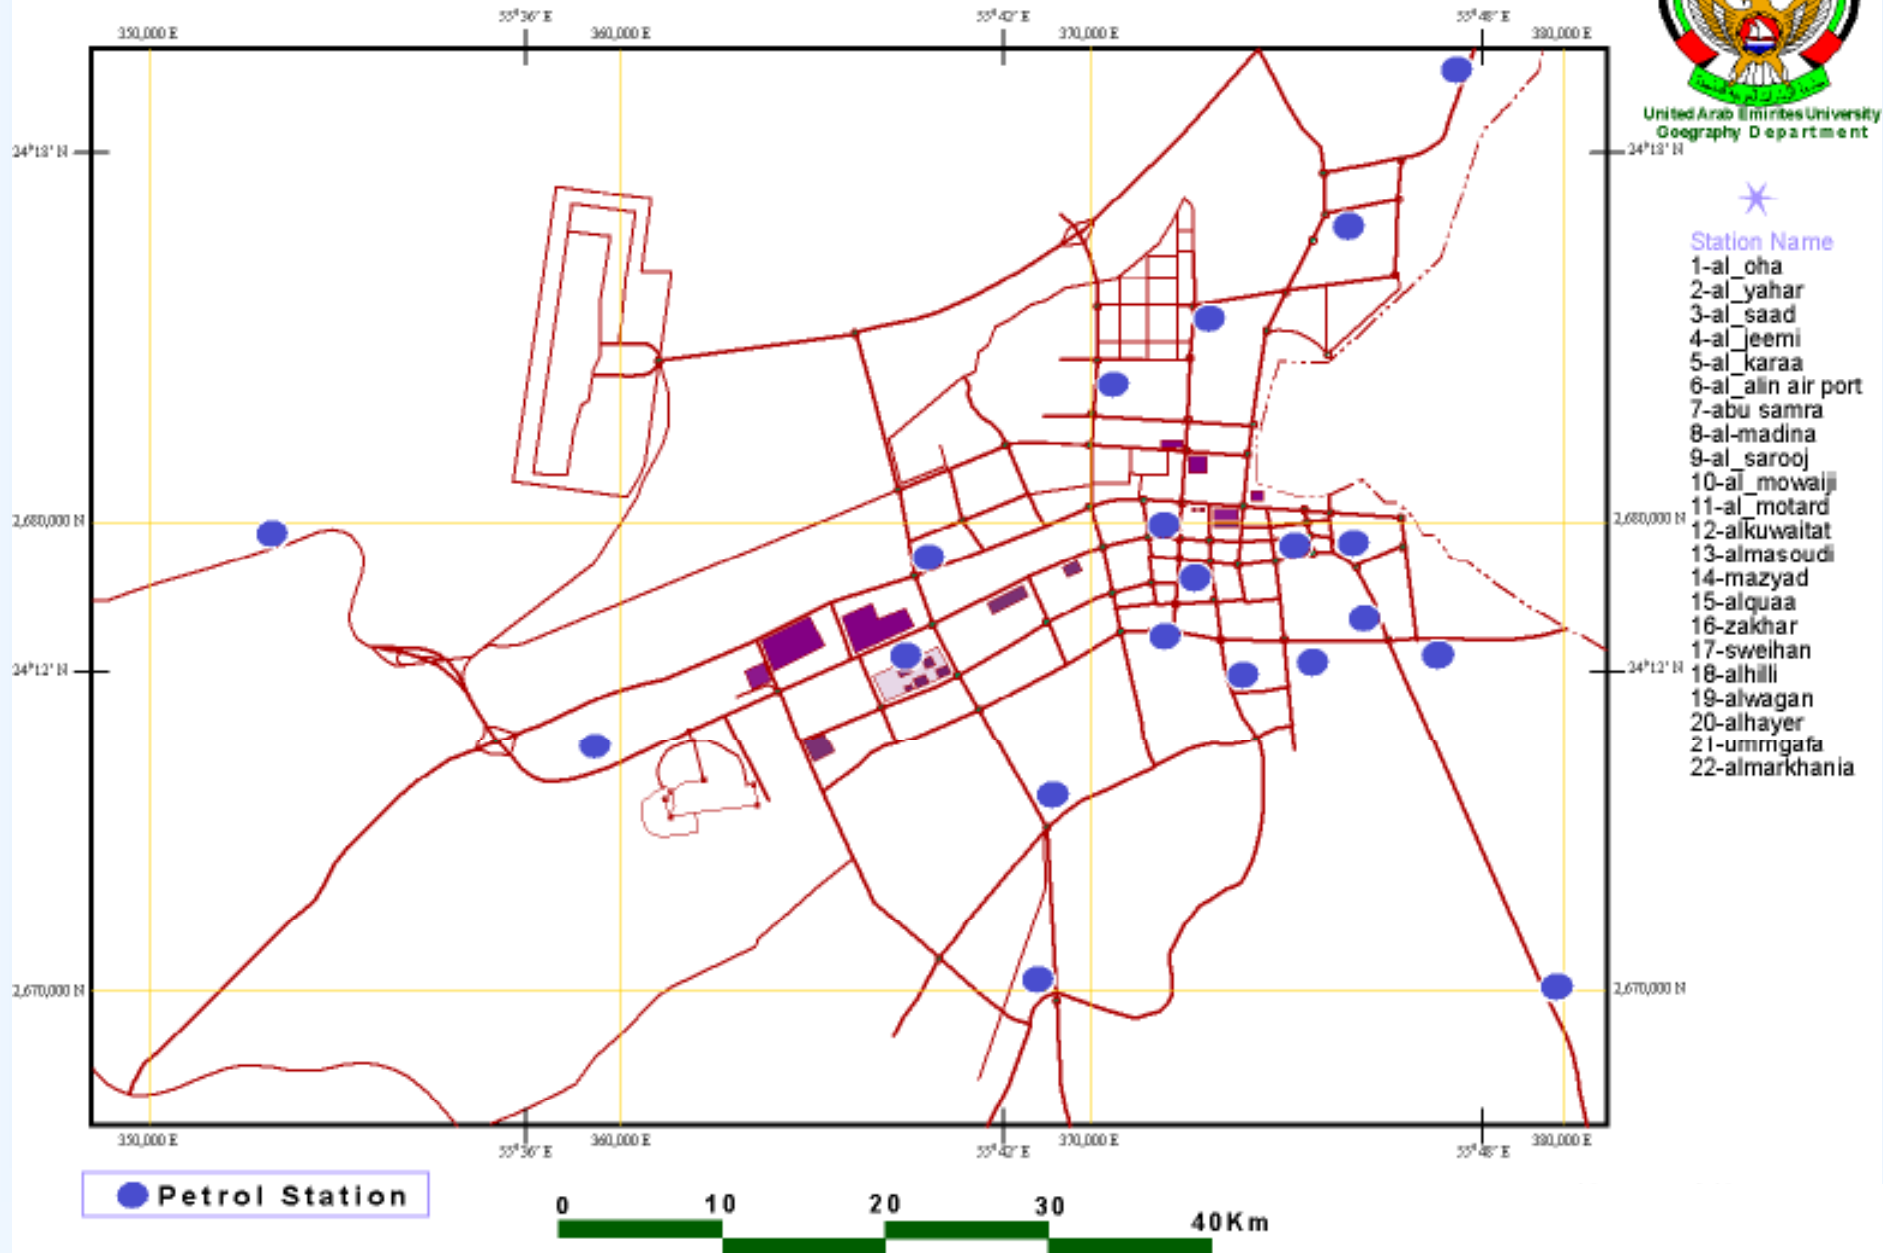 55° 36' E
55° 42' E
55° 48' E
350,000 E
360,000 E
370,000 E
380,000 E
United Arab Emirites University
Goegraphy Department
24° 18' N
24° 18' N
Station Name
1-al_oha
2-al_yahar
3-al_saad
4-al_jeemi
5-al_karaa
6-al_alin air port
7-abu samra
8-al-madina
9-al_sarooj
10-al_mowaiji
11-al_motard
12-alkuwaitat
13-almasoudi
14-mazyad
15-alquaa
16-zakhar
17-sweihan
18-alhilli
19-alwagan
20-alhayer
21-ummgafa
22-almarkhania
2,680,000 N
2,680,000 N
24° 12' N
24° 12' N
2,670,000 N
2,670,000 N
350,000 E
360,000 E
370,000 E
380,000 E
55° 36' E
55° 42' E
55° 48' E
Petrol Station
0 10 20 30 40Km